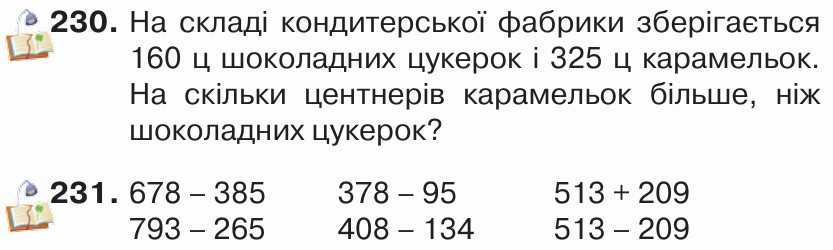 230. На складі кондитерської фабрики зберігається
160 ц шоколадних цукерок і 325 ц карамельок.
На скільки центнерів карамельок більше, ніж
шоколадних цукерок?
231. 678 – 385 378 – 95 513 + 209
793 – 265 408 – 134 513 – 209